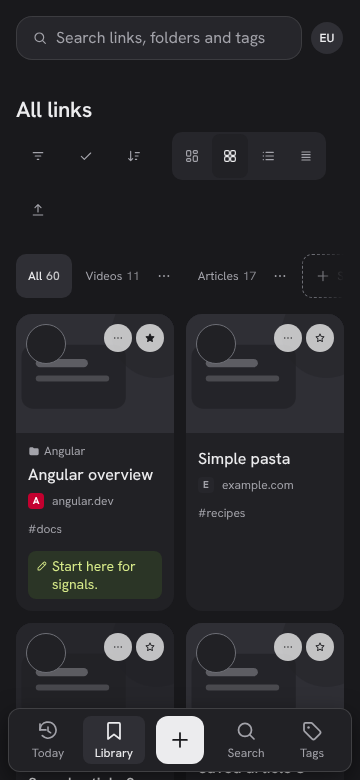 Search links, folders and tags
EU
All links
All 60
Videos 11
Articles 17
Angular
Angular overview
A
angular.dev
#docs
Start here for
signals.
Simple pasta
E
example.com
#recipes
Today
Library
Search
Tags